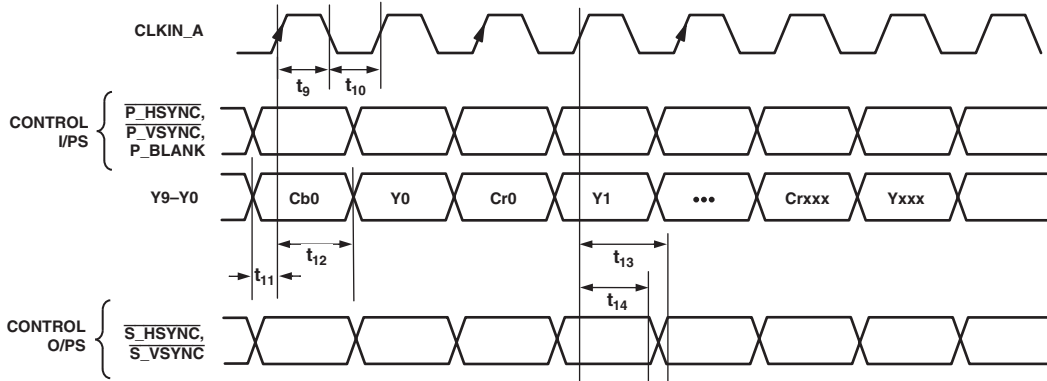 CLKIN_A
t9
t10
CONTROL
I/PS
P_HSYNC,
P_VSYNC,
P_BLANK
Y9–Y0
Cb0
Y0
Cr0
Y1
•••
Crxxx
Yxxx
t11
t12
t13
t14
CONTROL
O/PS
S_HSYNC,
S_VSYNC